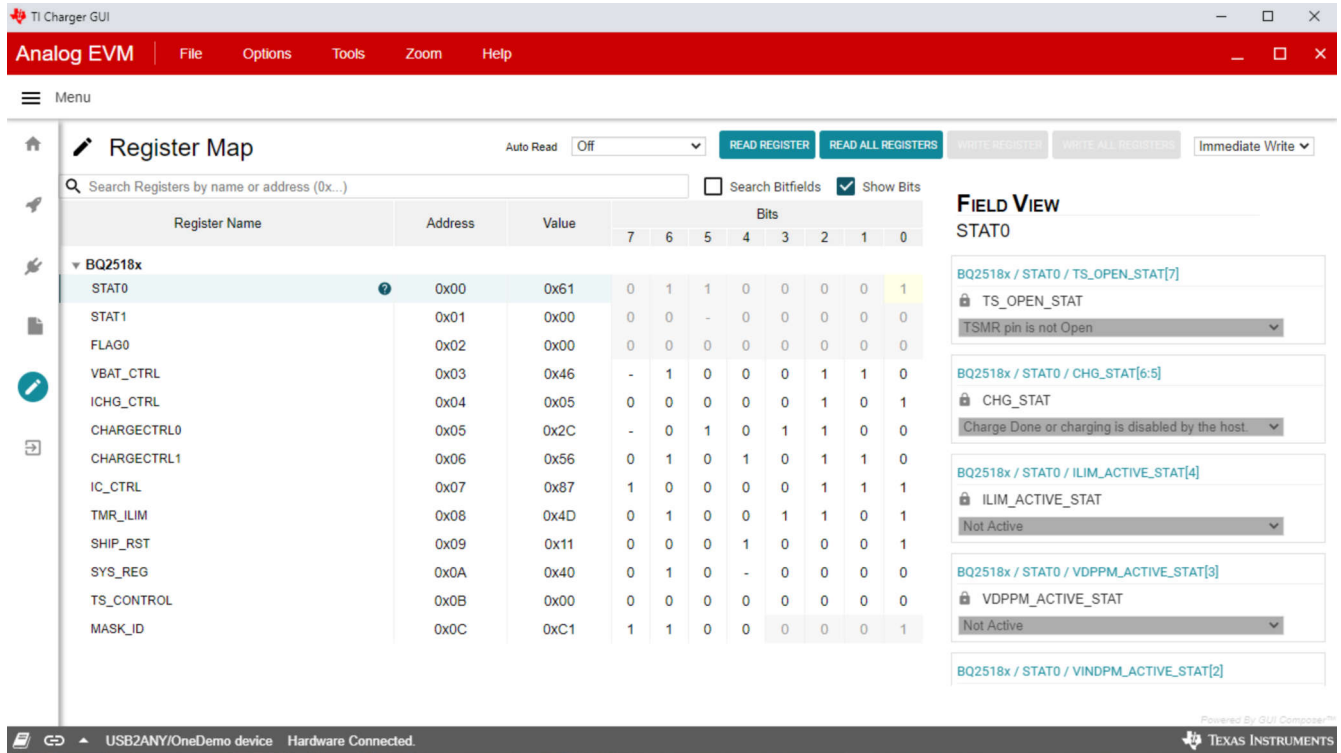 TI Charger GUI
Analog EVM File Options Tools Zoom Help
Menu
Register Map Auto Read Off READ REGISTER READ ALL REGISTERS WRITE REGISTER WRITE ALL REGISTERS Immediate Write
Search Registers by name or address (0x...) Search Bitfields Show Bits
Register Name Address Value Bits
7 6 5 4 3 2 1 0
BQ2518x
STAT0 ? 0x00 0x61 0 1 1 0 0 0 0 1
STAT1 0x01 0x00 0 0 - 0 0 0 0 0
FLAG0 0x02 0x00 0 0 0 0 0 0 0 0
VBAT_CTRL 0x03 0x46 - 1 0 0 0 1 1 0
ICHG_CTRL 0x04 0x05 0 0 0 0 0 1 0 1
CHARGECTRL0 0x05 0x2C - 0 1 0 1 1 0 0
CHARGECTRL1 0x06 0x56 0 1 0 1 0 1 1 0
IC_CTRL 0x07 0x87 1 0 0 0 0 1 1 1
TMR_ILIM 0x08 0x4D 0 1 0 0 1 1 0 1
SHIP_RST 0x09 0x11 0 0 0 1 0 0 0 1
SYS_REG 0x0A 0x40 0 1 0 - 0 0 0 0
TS_CONTROL 0x0B 0x00 0 0 0 0 0 0 0 0
MASK_ID 0x0C 0xC1 1 1 0 0 0 0 0 1
FIELD VIEW
STAT0
BQ2518x / STAT0 / TS_OPEN_STAT[7]
TS_OPEN_STAT
TSMR pin is not Open
BQ2518x / STAT0 / CHG_STAT[6:5]
CHG_STAT
Charge Done or charging is disabled by the host.
BQ2518x / STAT0 / ILIM_ACTIVE_STAT[4]
ILIM_ACTIVE_STAT
Not Active
BQ2518x / STAT0 / VDPPM_ACTIVE_STAT[3]
VDPPM_ACTIVE_STAT
Not Active
BQ2518x / STAT0 / VINDPM_ACTIVE_STAT[2]
Powered By GUI Composer™
USB2ANY/OneDemo device Hardware Connected. TEXAS INSTRUMENTS